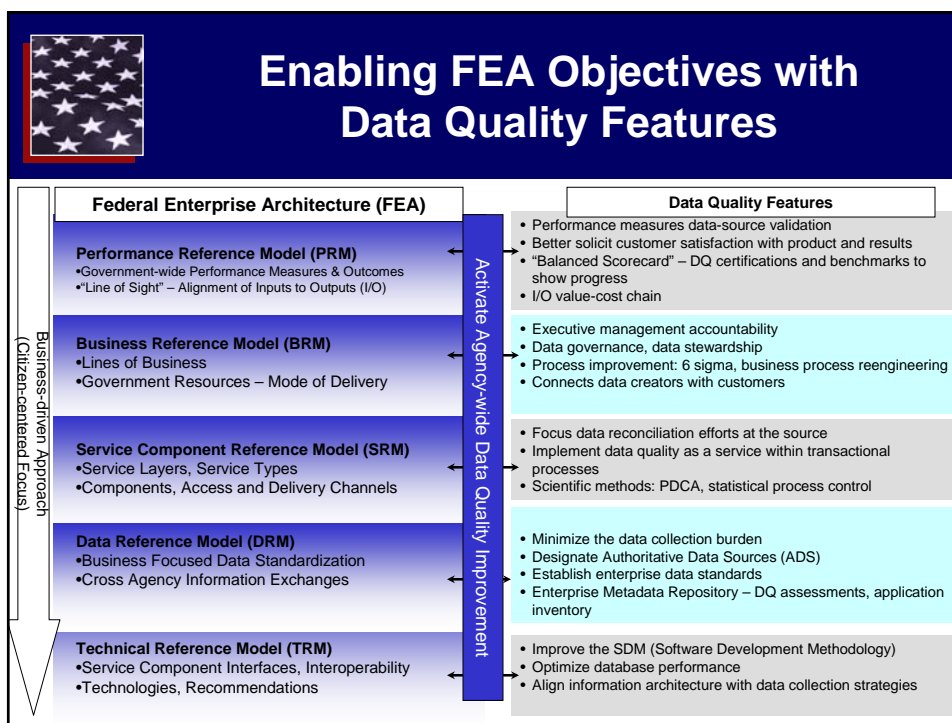 Enabling FEA Objectives with
Data Quality Features
Business-driven Approach
(Citizen-centered Focus)
Federal Enterprise Architecture (FEA)
Performance Reference Model (PRM)
•Government-wide Performance Measures & Outcomes
•“Line of Sight” – Alignment of Inputs to Outputs (I/O)
Business Reference Model (BRM)
•Lines of Business
•Government Resources – Mode of Delivery
Service Component Reference Model (SRM)
•Service Layers, Service Types
•Components, Access and Delivery Channels
Data Reference Model (DRM)
•Business Focused Data Standardization
•Cross Agency Information Exchanges
Technical Reference Model (TRM)
•Service Component Interfaces, Interoperability
•Technologies, Recommendations
Activate Agency-wide Data Quality Improvement
Data Quality Features
• Performance measures data-source validation
• Better solicit customer satisfaction with product and results
• “Balanced Scorecard” – DQ certifications and benchmarks to
show progress
• I/O value-cost chain
• Executive management accountability
• Data governance, data stewardship
• Process improvement: 6 sigma, business process reengineering
• Connects data creators with customers
• Focus data reconciliation efforts at the source
• Implement data quality as a service within transactional
processes
• Scientific methods: PDCA, statistical process control
• Minimize the data collection burden
• Designate Authoritative Data Sources (ADS)
• Establish enterprise data standards
• Enterprise Metadata Repository – DQ assessments, application
inventory
• Improve the SDM (Software Development Methodology)
• Optimize database performance
• Align information architecture with data collection strategies